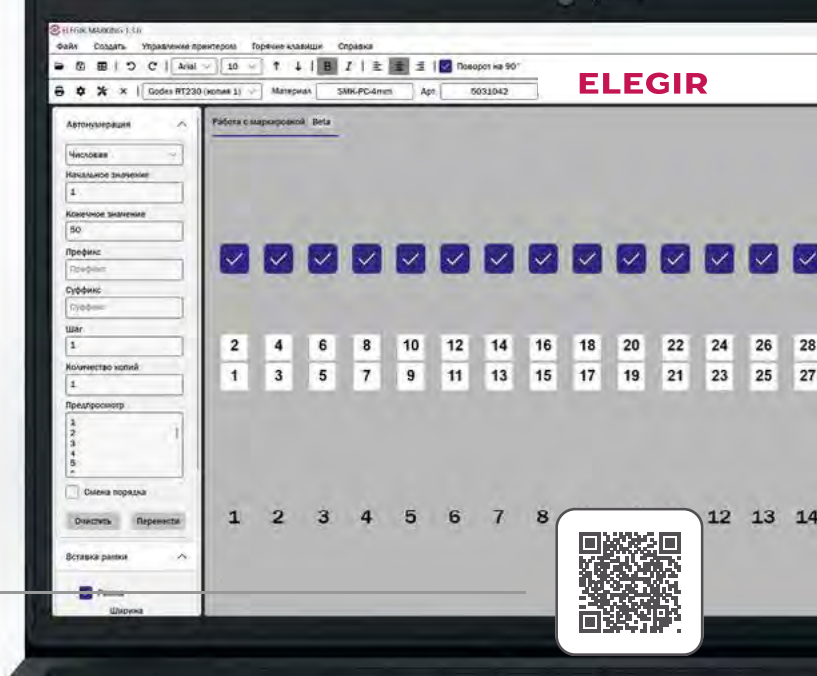 ELEGIR MARKING 1.1.0
Файл Создать Управление принтером Горячие клавиши Справка
Arial 10 B I Поворот на 90°
ELEGIR
Godex RT230 (копия 1) Материал SMK-PC-4mm Арт. 5031042
Автонумерация
Работа с маркировкой Beta
Числовая
Начальное значение
1
Конечное значение
50
Префикс
Префикс
Суффикс
Суффикс
Шаг
1
2 4 6 8 10 12 14 16 18 20 22 24 26 28
Количество копий
1 3 5 7 9 11 13 15 17 19 21 23 25 27
1
Предпросмотр
1
2
3
4
5
Смена порядка
Очистить Перенести
1 2 3 4 5 6 7 8 12 13 14
Вставка рамки
Рамка
Ширина